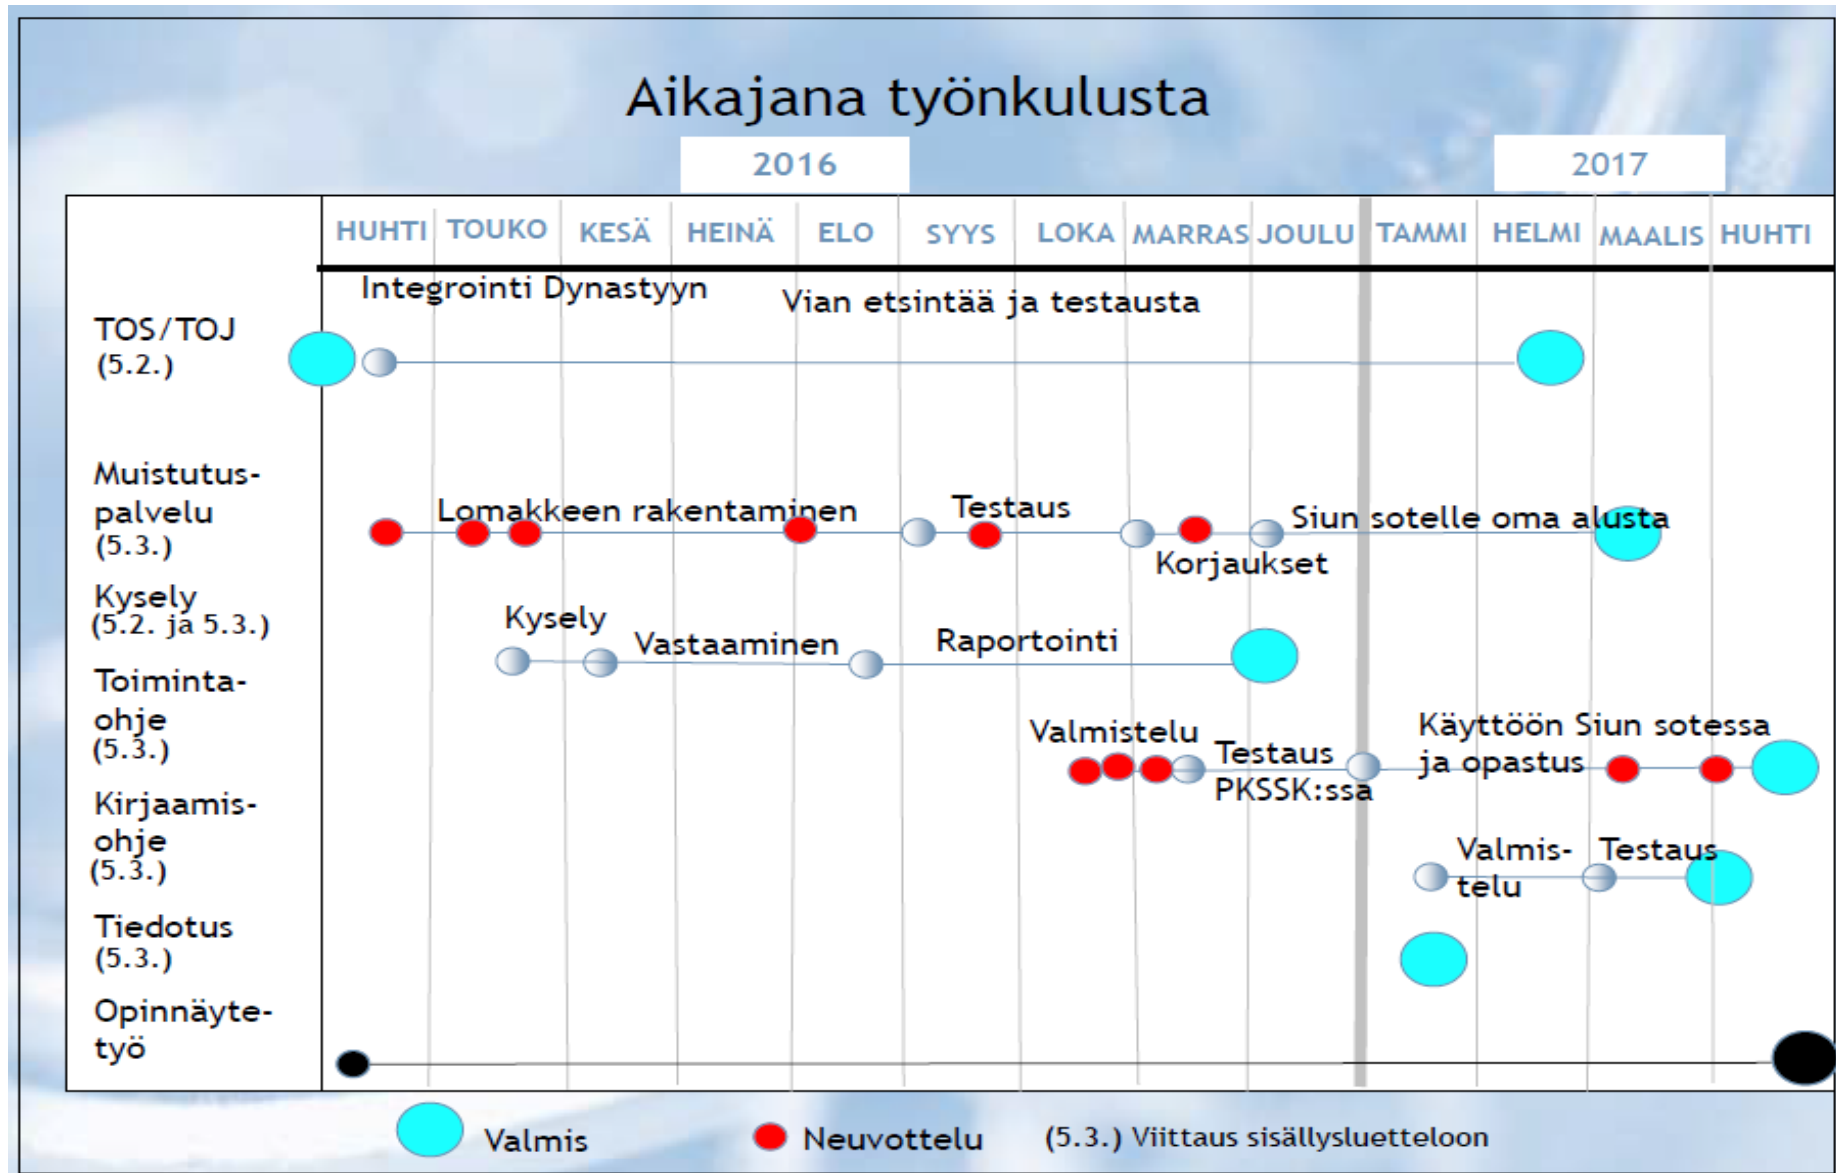 Aikajana työnkulusta
2016
2017
HUHTI TOUKO KESÄ HEINÄ ELO SYYS LOKA MARRAS JOULU TAMMI HELMI MAALIS HUHTI
Integrointi Dynastyyn
Vian etsintää ja testausta
TOS/TOJ
(5.2.)
Muistutus-
palvelu
(5.3.)
Lomakkeen rakentaminen
Testaus
Korjaukset
Siun sotelle oma alusta
Kysely
(5.2. ja 5.3.)
Kysely
Vastaaminen
Raportointi
Toiminta-
ohje
(5.3.)
Valmistelu
Testaus
PKSSK:ssa
Käyttöön Siun sotessa
ja opastus
Kirjaamis-
ohje
(5.3.)
Valmis-
telu
Testaus
Tiedotus
(5.3.)
Opinnäyte-
työ
Valmis
Neuvottelu
(5.3.) Viittaus sisällysluetteloon